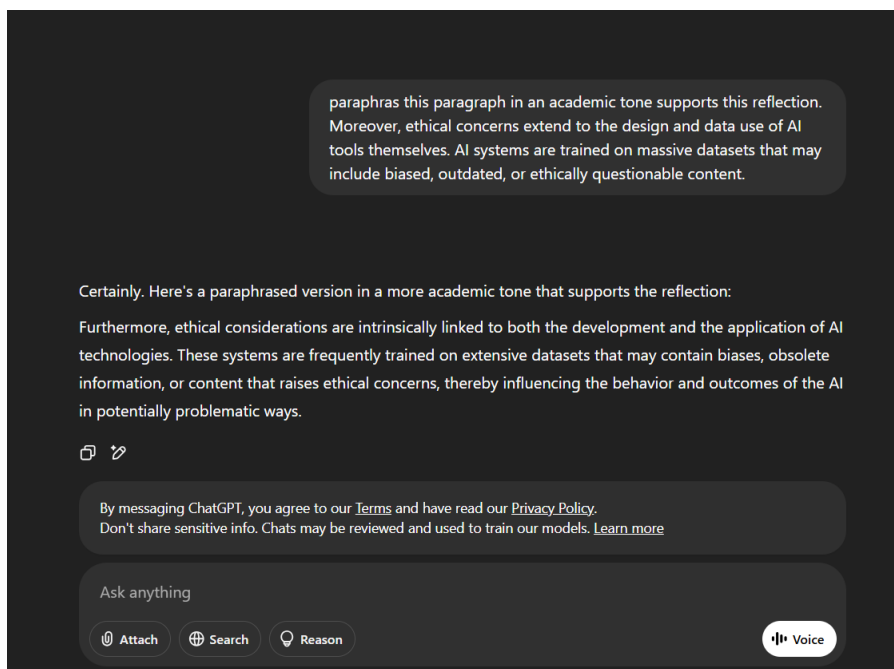 paraphras this paragraph in an academic tone supports this reflection.
Moreover, ethical concerns extend to the design and data use of AI
tools themselves. AI systems are trained on massive datasets that may
include biased, outdated, or ethically questionable content.
Certainly. Here's a paraphrased version in a more academic tone that supports the reflection:
Furthermore, ethical considerations are intrinsically linked to both the development and the application of AI
technologies. These systems are frequently trained on extensive datasets that may contain biases, obsolete
information, or content that raises ethical concerns, thereby influencing the behavior and outcomes of the AI
in potentially problematic ways.
By messaging ChatGPT, you agree to our Terms and have read our Privacy Policy.
Don't share sensitive info. Chats may be reviewed and used to train our models. Learn more
Ask anything
Attach Search Reason Voice